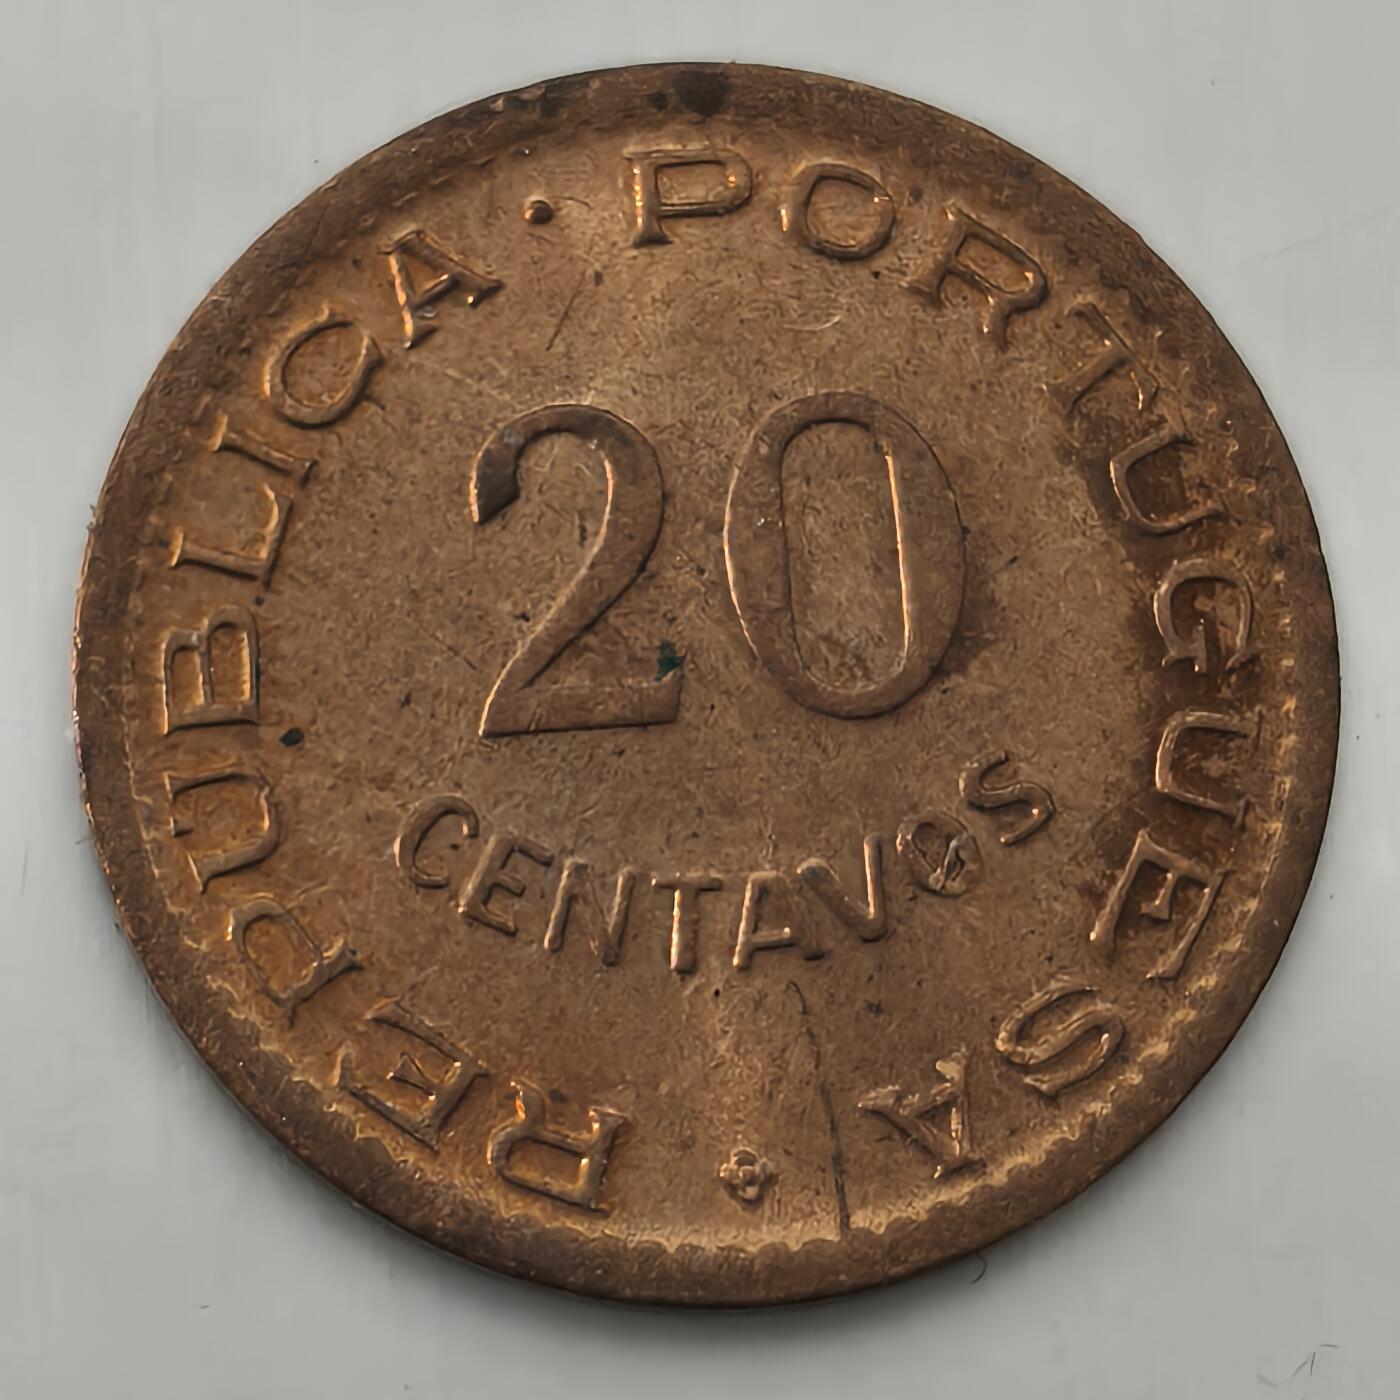 REPUBLICA · PORTUGUESA
20
CENTAVOS